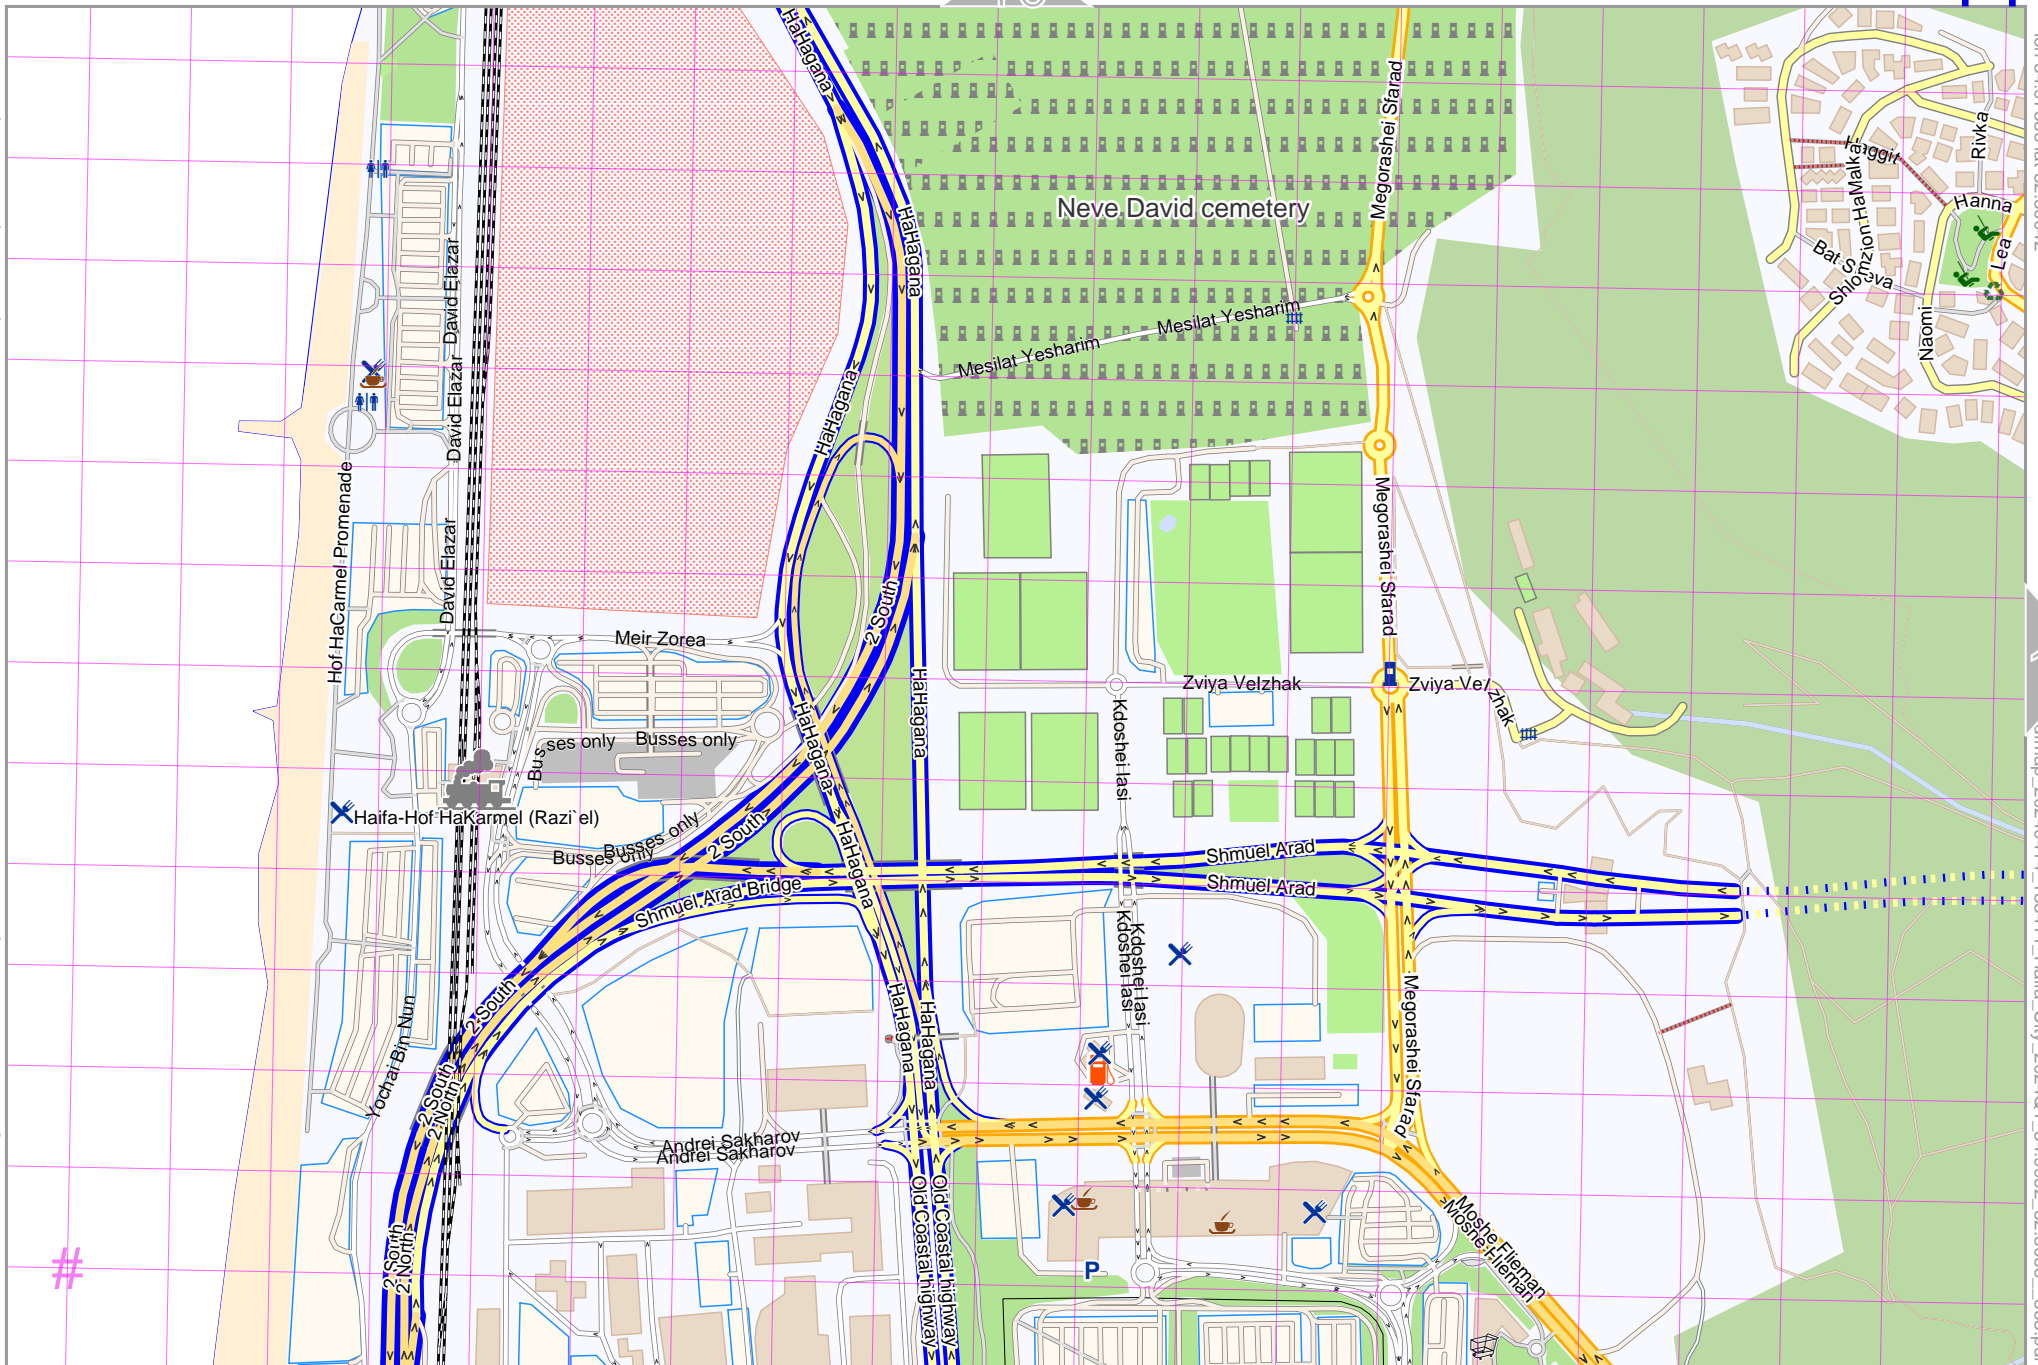 HaHagana
Megorashei Sfarad
Rivka
Haggit
Shlomzion HaMalka
Hanna
Neve David cemetery
HaHagana
David Elazar
Lea
Bat Sheva
Mesilat Yesharim
Mesilat Yesharim
Naomi
David Elazar
HaHagana
Hof HaCarmel Promenade
Megorashei Sfarad
David Elazar
2 South
Meir Zorea
HaHagana
Zviya VeIzhak
Zviya VeIzhak
Kdoshei Iasi
HaHagana
Busses only
Busses only
Haifa-Hof HaKarmel (Razi`el)
2 South
Busses only
Busses only
HaHagana
Shmuel Arad
Shmuel Arad
Shmuel Arad Bridge
Kdoshei Iasi
Kdoshei Iasi
2 South
Yochai Bin Nun
HaHagana
HaHagana
Megorashei Sfarad
2 South
2 North
Andrei Sakharov
Andrei Sakharov
Old Coastal highway
Old Coastal highway
Moshe Flieman
Moshe Flieman
2 South
2 North
P
#